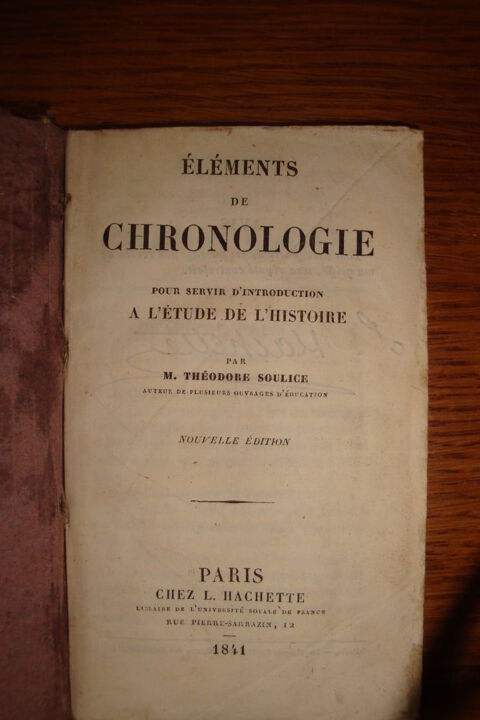 ÉLÉMENTS
DE
CHRONOLOGIE
POUR SERVIR D'INTRODUCTION
A L'ÉTUDE DE L'HISTOIRE
PAR
M. THÉODORE SOULICE
AUTEUR DE PLUSIEURS OUVRAGES D'ÉDUCATION
NOUVELLE ÉDITION
PARIS
CHEZ L. HACHETTE
LIBRAIRE DE L'UNIVERSITÉ ROYALE DE FRANCE
RUE PIERRE-SARRAZIN, 12
1841